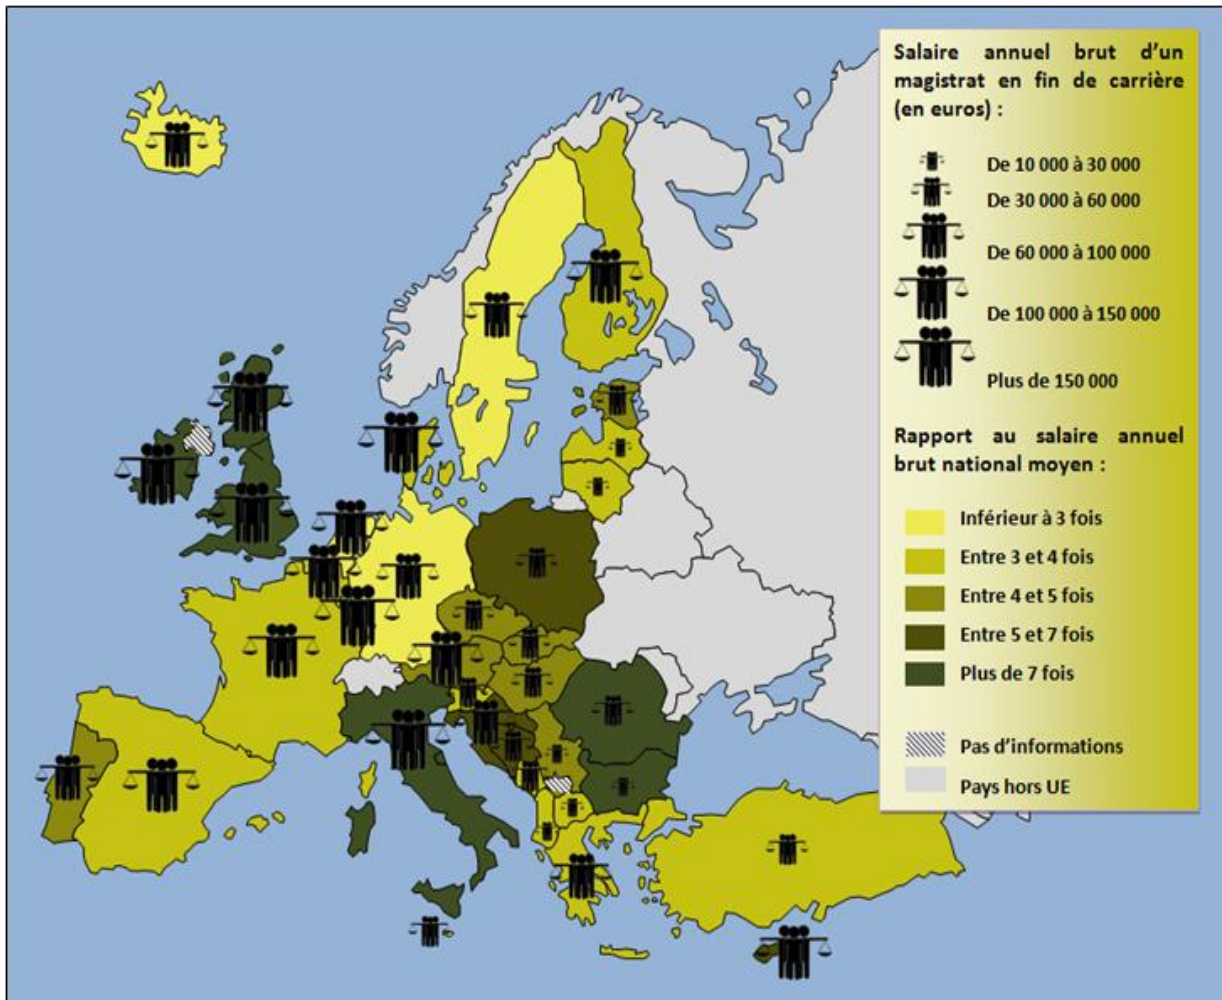 Salaire annuel brut d'un
magistrat en fin de carrière
(en euros) :
De 10 000 à 30 000
De 30 000 à 60 000
De 60 000 à 100 000
De 100 000 à 150 000
Plus de 150 000
Rapport au salaire annuel
brut national moyen :
Inférieur à 3 fois
Entre 3 et 4 fois
Entre 4 et 5 fois
Entre 5 et 7 fois
Plus de 7 fois
Pas d'informations
Pays hors UE